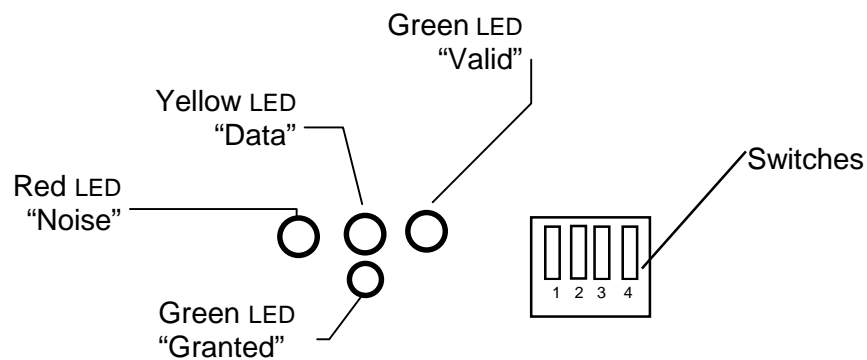 Green LED
“Valid”
Yellow LED
“Data”
Red LED
“Noise”
Switches
1 2 3 4
Green LED
“Granted”